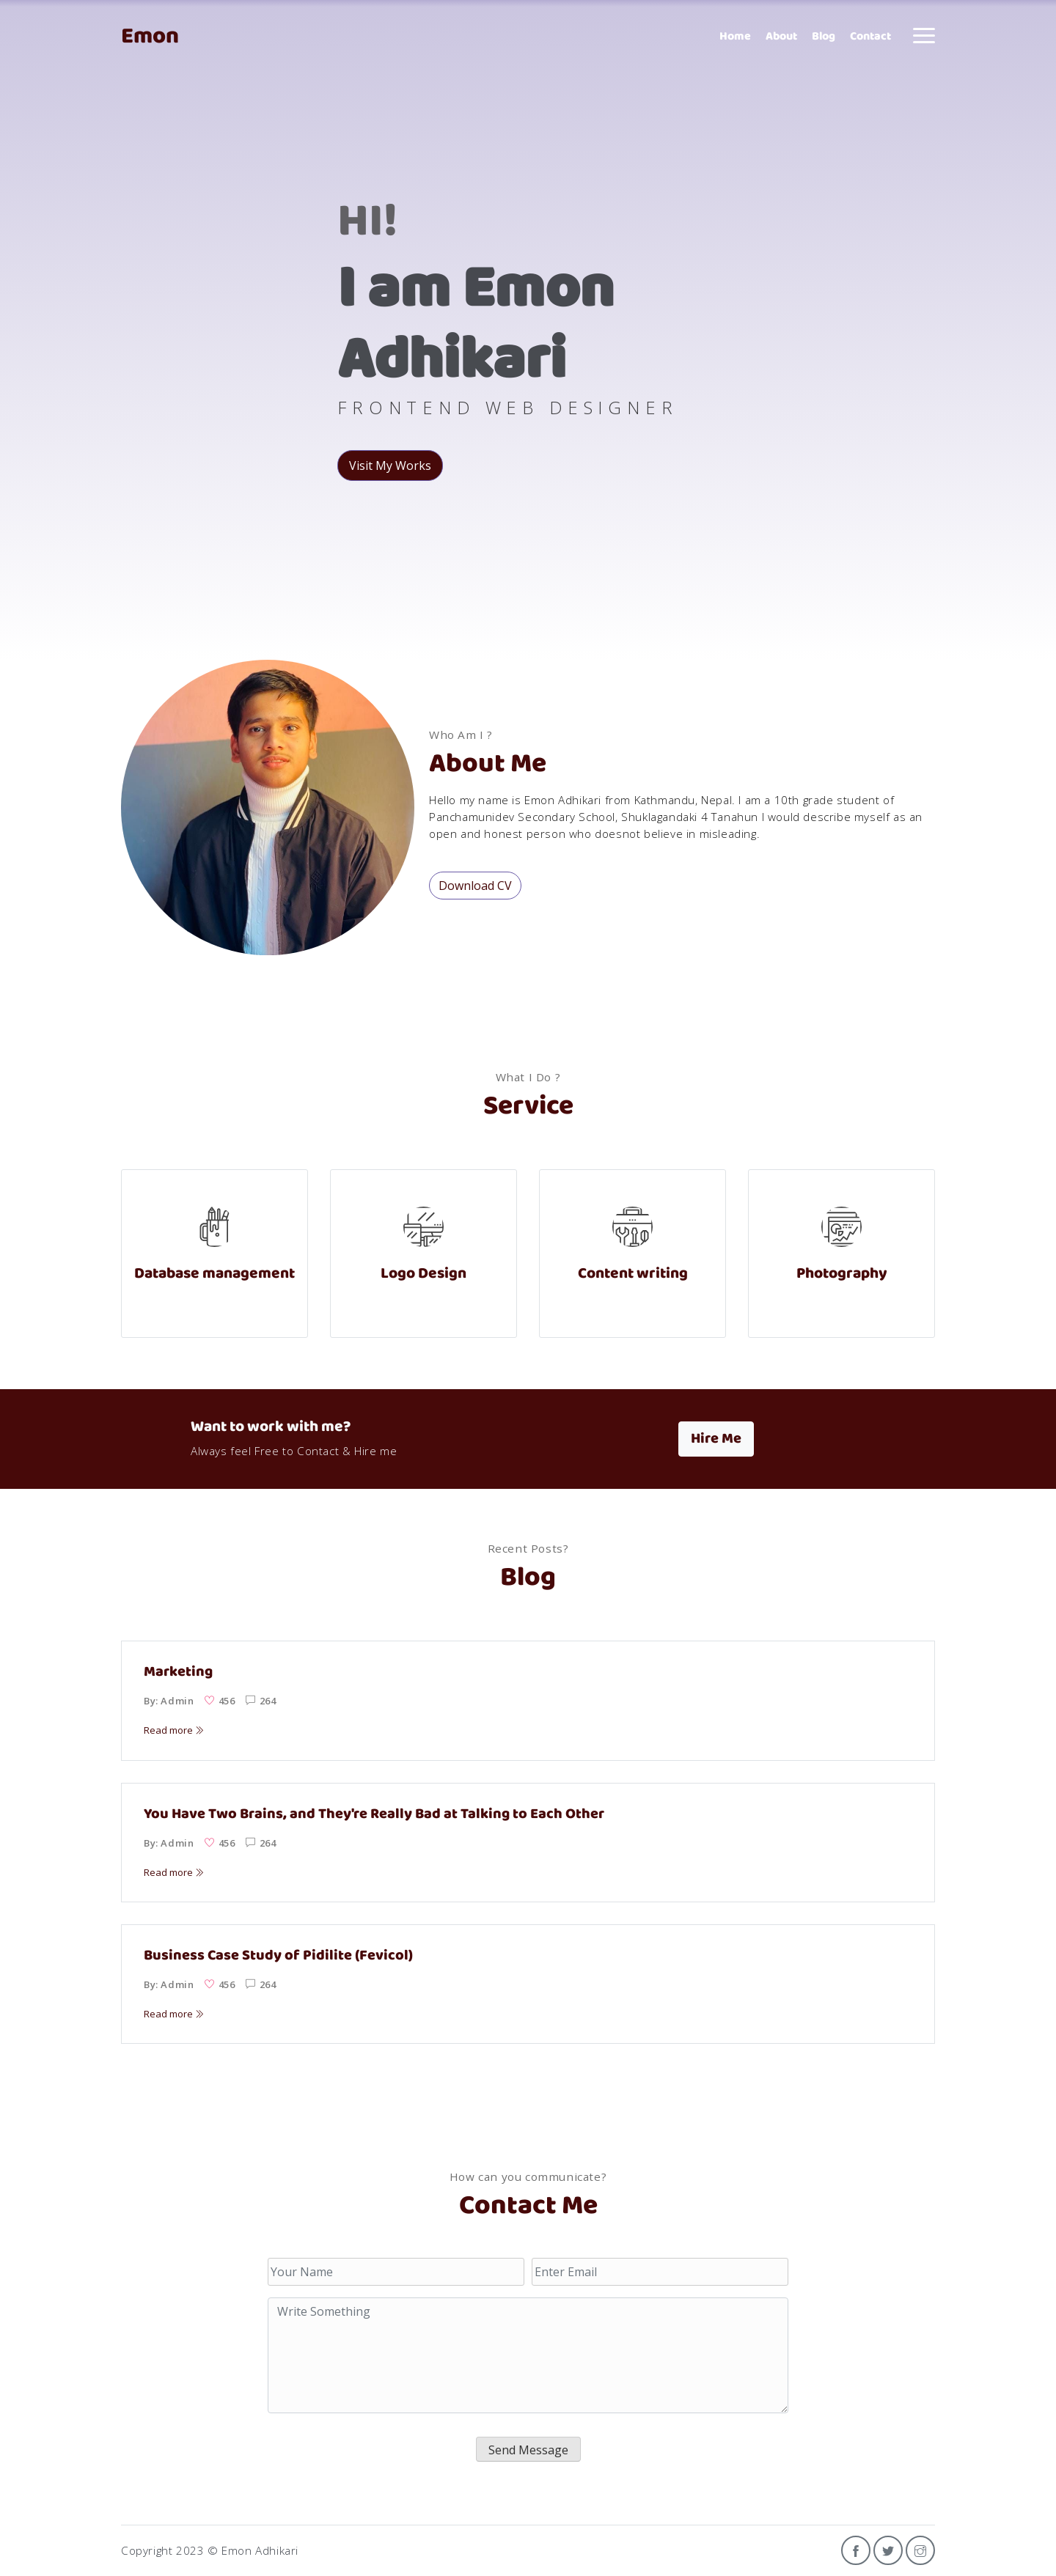 Emon
Home About Blog Contact
HI!
I am Emon
Adhikari
FRONTEND WEB DESIGNER
Visit My Works
Who Am I ?
About Me
Hello my name is Emon Adhikari from Kathmandu, Nepal. I am a 10th grade student of
Panchamunidev Secondary School, Shuklagandaki 4 Tanahun I would describe myself as an
open and honest person who doesnot believe in misleading.
Download CV
What I Do ?
Service
Database management
Logo Design
Content writing
Photography
Want to work with me?
Always feel Free to Contact & Hire me
Hire Me
Recent Posts?
Blog
Marketing
By: Admin 456 264
Read more
You Have Two Brains, and They're Really Bad at Talking to Each Other
By: Admin 456 264
Read more
Business Case Study of Pidilite (Fevicol)
By: Admin 456 264
Read more
How can you communicate?
Contact Me
Your Name
Enter Email
Write Something
Send Message
Copyright 2023 © Emon Adhikari